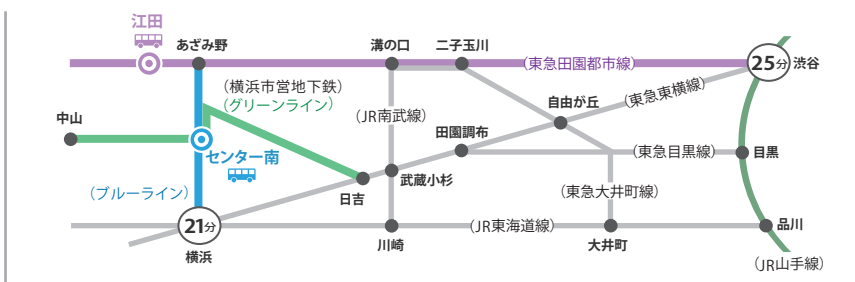 江田
あざみ野
溝の口
二子玉川
(東急田園都市線)
25分
渋谷
(横浜市営地下鉄)
(グリーンライン)
中山
(JR南武線)
自由が丘
(東急東横線)
田園調布
センター南
(東急目黒線)
目黒
武蔵小杉
(ブルーライン)
日吉
(東急大井町線)
21分
横浜
川崎
(JR東海道線)
大井町
品川
(JR山手線)